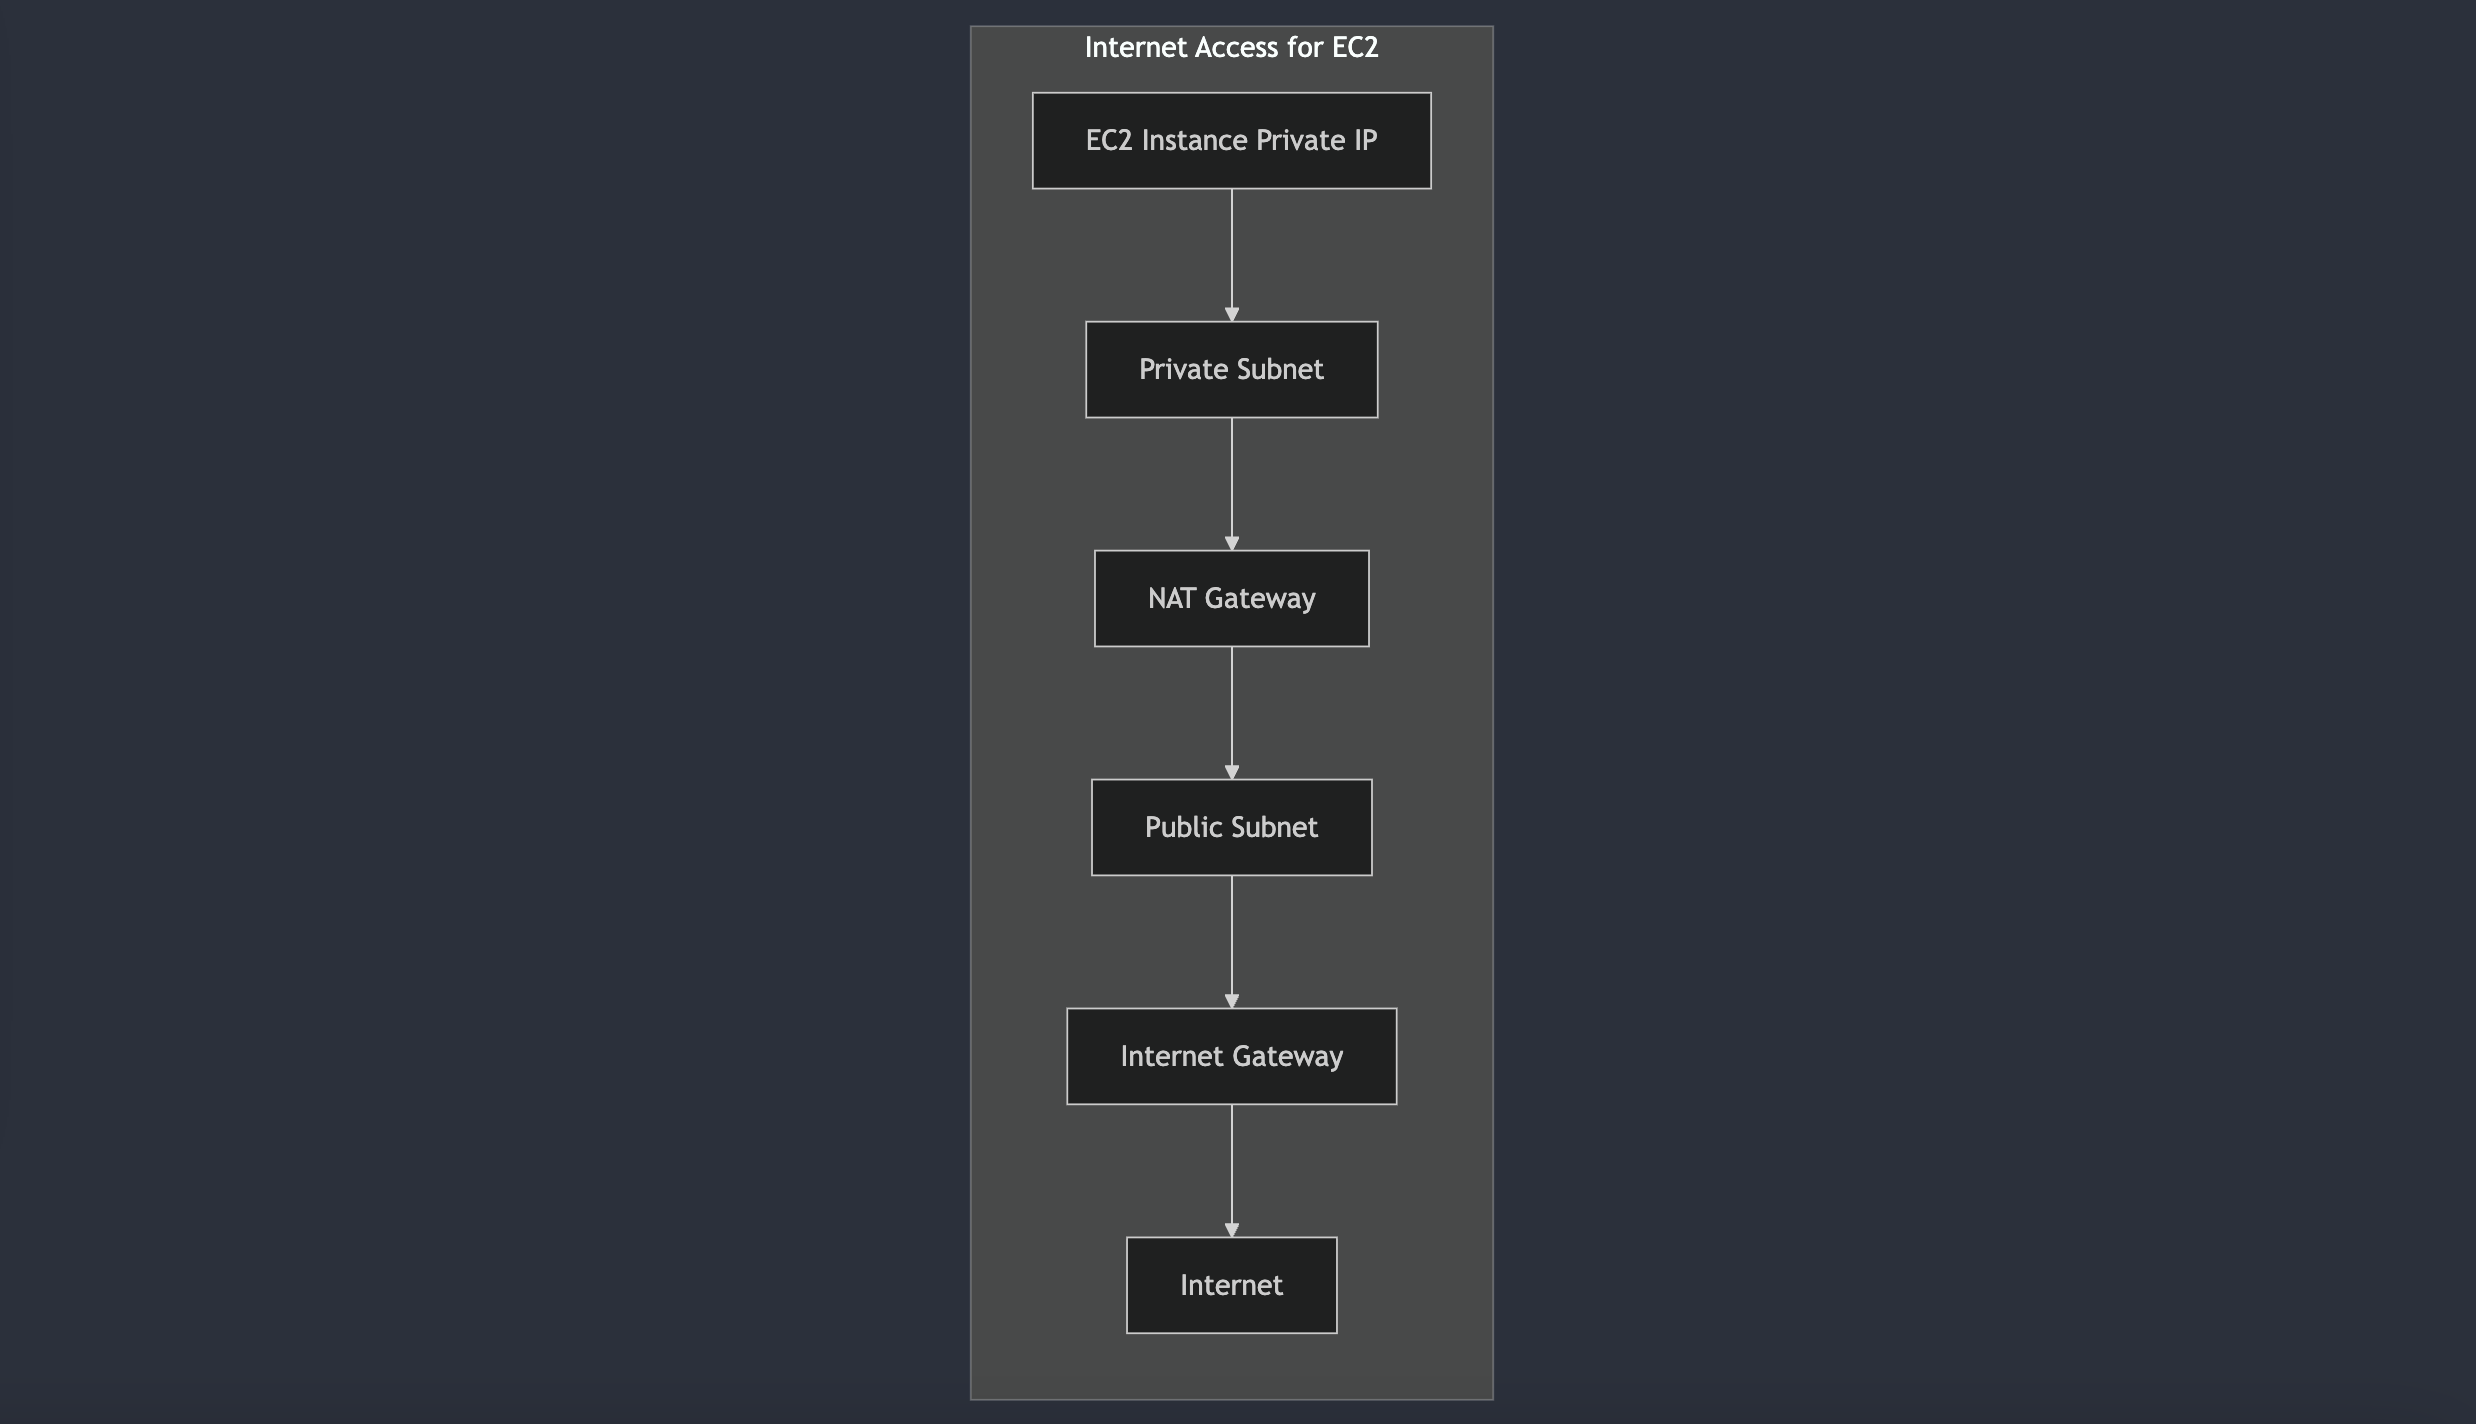 Internet Access for EC2
EC2 Instance Private IP
Private Subnet
NAT Gateway
Public Subnet
Internet Gateway
Internet